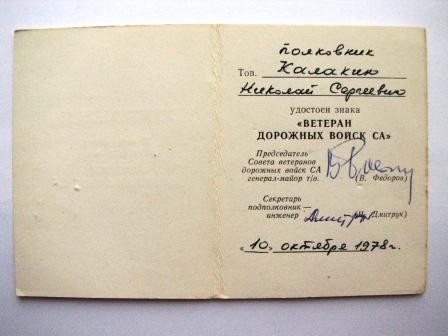 полковник
Тов. Калакин
Николай Сергеевич
удостоен знака
«ВЕТЕРАН
ДОРОЖНЫХ ВОЙСК СА»
Председатель
Совета ветеранов
дорожных войск СА
генерал-майор т/в. (В. Федоров)
Секретарь
подполковник—
инженер (Дмитрук)
«10» октября 1978г.